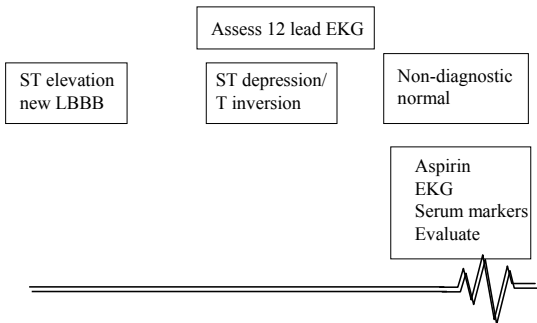 Assess 12 lead EKG
ST elevation
new LBBB
ST depression/
T inversion
Non-diagnostic
normal
Aspirin
EKG
Serum markers
Evaluate